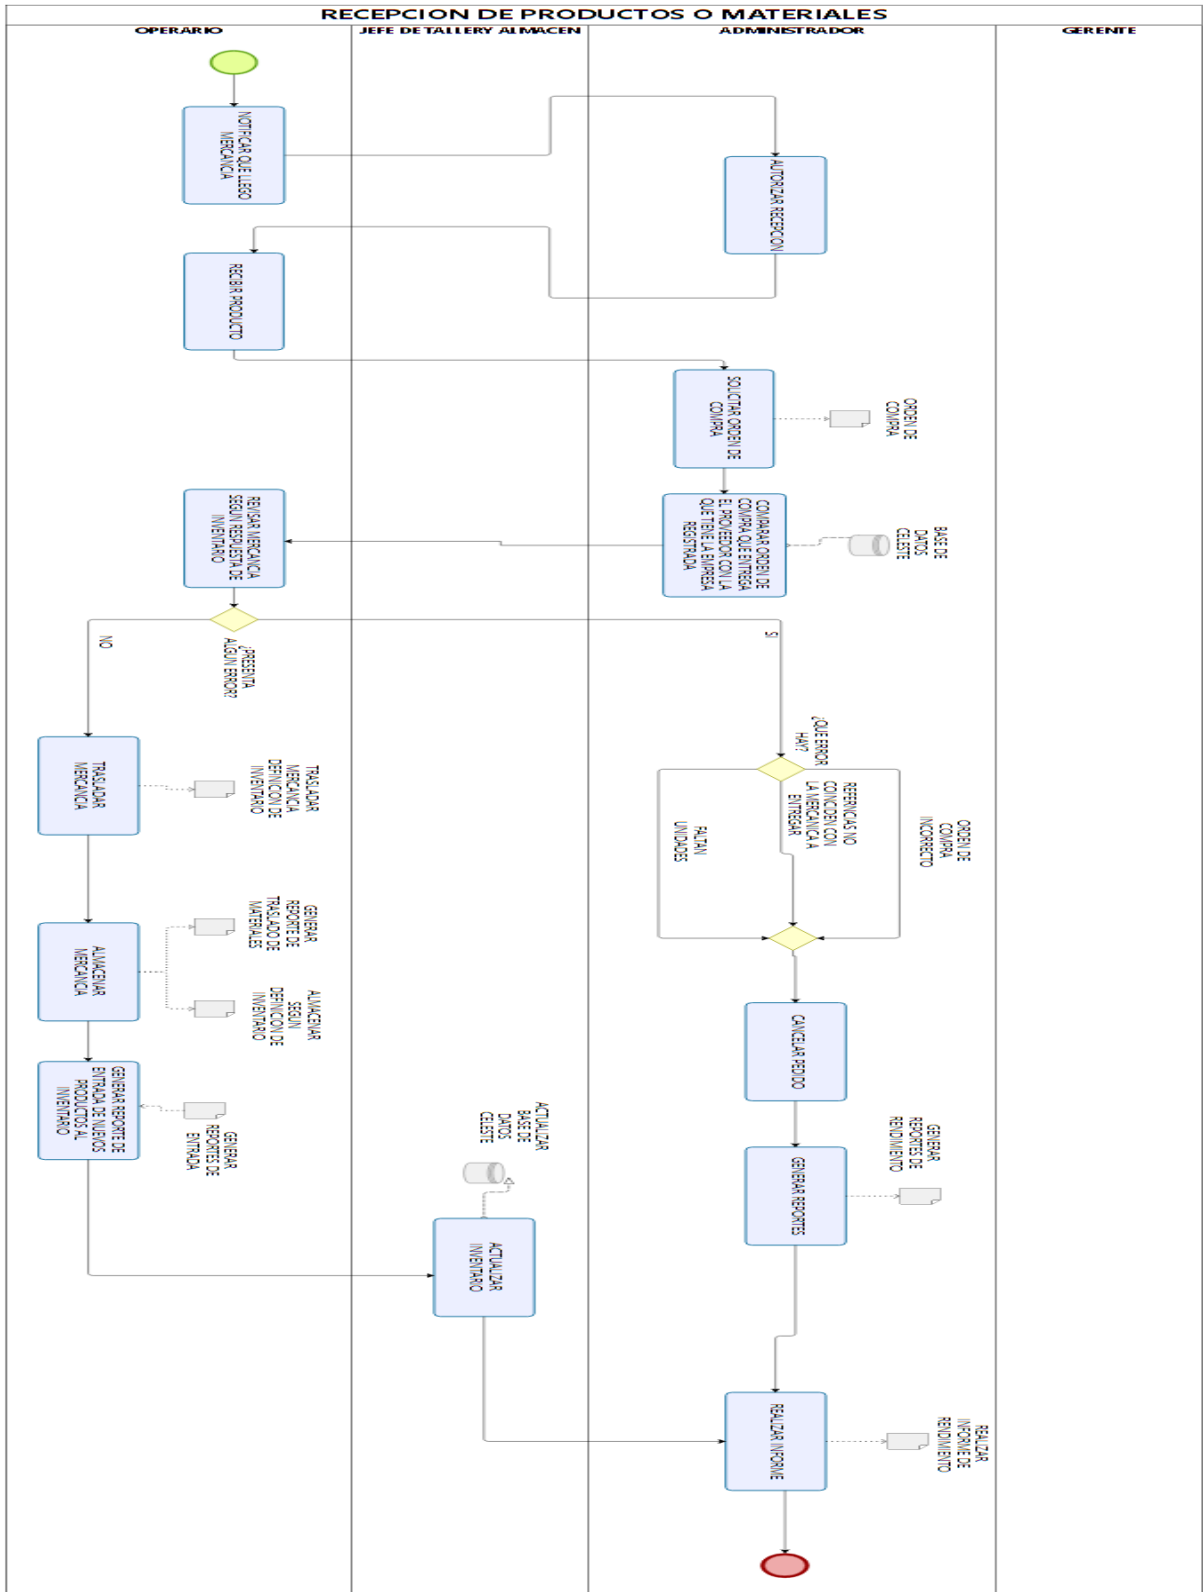 RECEPCION DE PRODUCTOS O MATERIALES
OPERARIO
JEFE DE TALLER Y ALMACEN
ADMINISTRADOR
GERENTE
NOTIFICAR QUE LLEGO
MERCANCIA
AUTORIZAR RECEPCION
RECIBIR PRODUCTO
SOLICITAR ORDEN DE
COMPRA
ORDEN DE
COMPRA
COMPARAR ORDEN DE
COMPRA QUE ENTREGA
EL PROVEEDOR CON LA
QUE TIENE LA EMPRESA
REGISTRADA
BASE DE
DATOS
CELESTE
REVISAR MERCANCIA
SEGUN RESPUESTA DE
INVENTARIO
¿PRESENTA
ALGUN ERROR?
NO
SI
¿QUE ERROR
HAY?
REFERNCIAS NO
COINCIDEN CON
LA MERCANICA A
ENTREGAR
ORDEN DE
COMPRA
INCORRECTO
FALTAN
UNIDADES
TRASLADAR
MERCANCIA
TRASLADAR
MERCANCIA
DEFINICION DE
INVENTARIO
ALMACENAR
MERCANCIA
GENERAR
REPORTE DE
TRASLADO DE
MATERIALES
ALMACENAR
SEGUN
DEFINICION DE
INVENTARIO
GENERAR REPORTE DE
ENTRADA DE NUEVOS
PRODUCTOS AL
INVENTARIO
GENERAR
REPORTES DE
ENTRADA
ACTUALIZAR
BASE DE
DATOS
CELESTE
ACTUALIZAR
INVENTARIO
CANCELAR PEDIDO
GENERAR REPORTES
GENERAR
REPORTES DE
RENDIMIENTO
REALIZAR INFORME
REALIZAR
INFORME DE
RENDIMIENTO